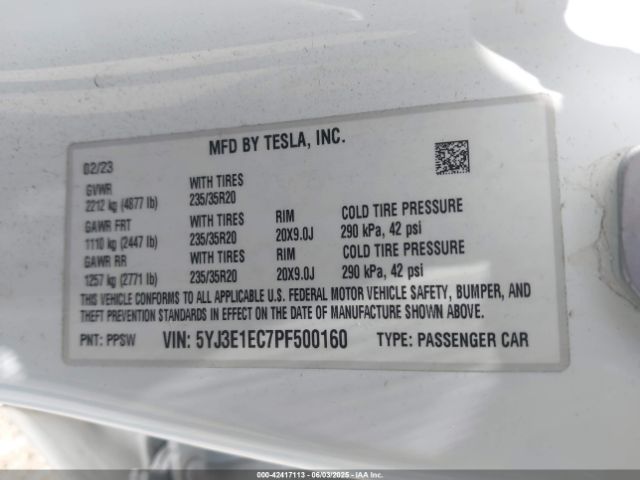 MFD BY TESLA, INC.
02/23
GVWR WITH TIRES
2212 kg (4877 lb) 235/35R20
GAWR FRT WITH TIRES RIM COLD TIRE PRESSURE
1110 kg (2447 lb) 235/35R20 20X9.0J 290 kPa, 42 psi
GAWR RR WITH TIRES RIM COLD TIRE PRESSURE
1257 kg (2771 lb) 235/35R20 20X9.0J 290 kPa, 42 psi
THIS VEHICLE CONFORMS TO ALL APPLICABLE U.S. FEDERAL MOTOR VEHICLE SAFETY, BUMPER, AND
THEFT PREVENTION STANDARDS IN EFFECT ON THE DATE OF MANUFACTURE SHOWN ABOVE.
PNT: PPSW VIN: 5YJ3E1EC7PF500160 TYPE: PASSENGER CAR
000-42417113 - 06/03/2025 - IAA Inc.